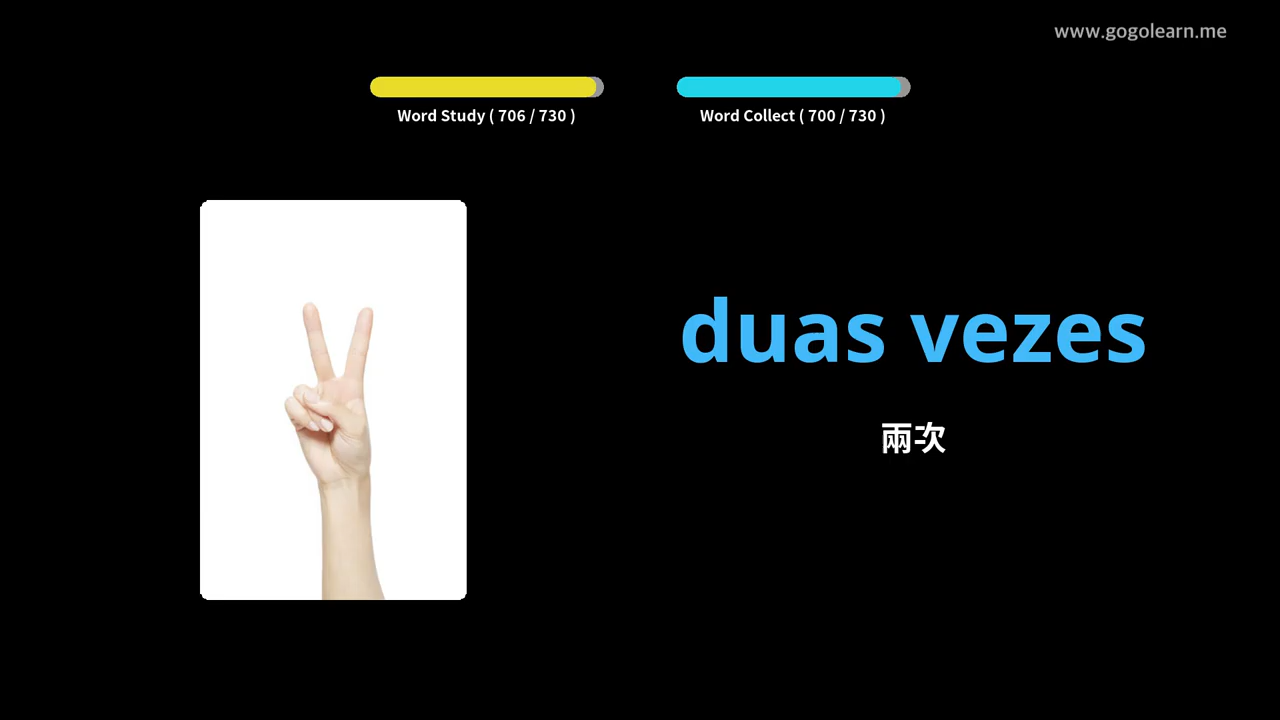 www.gogolearn.me
Word Study ( 706 / 730 )
Word Collect ( 700 / 730 )
duas vezes
兩次